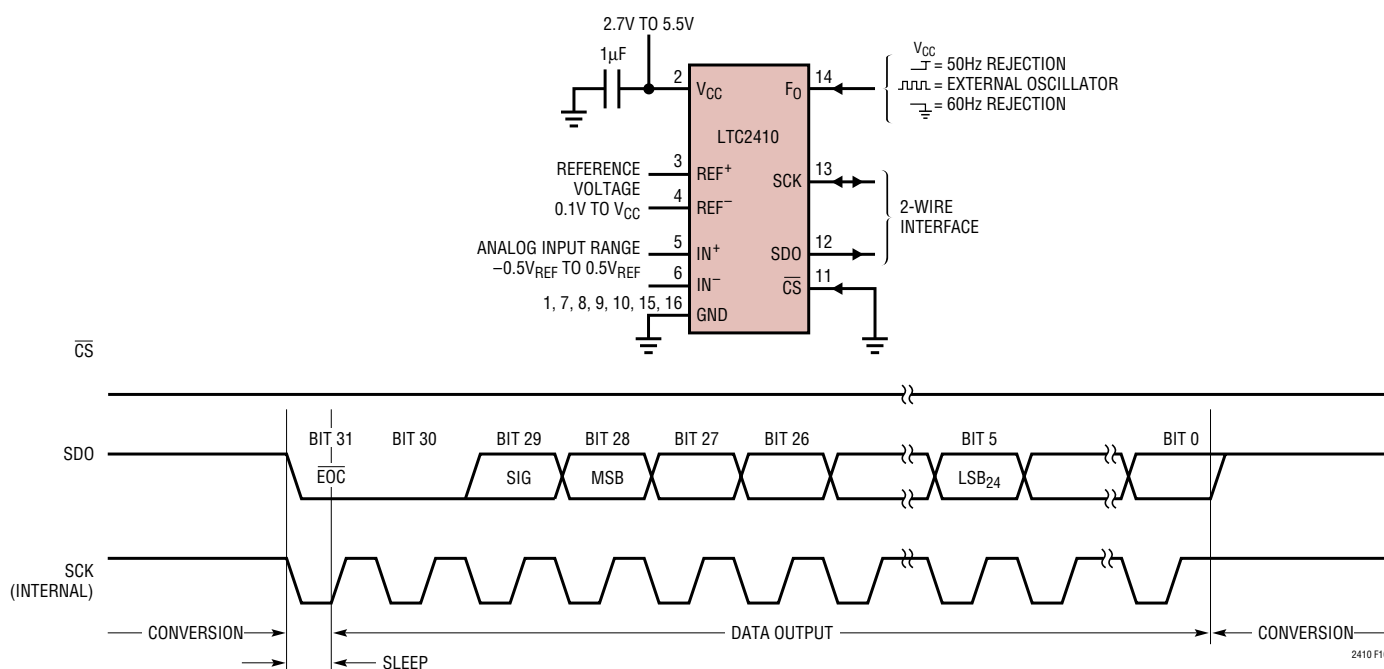 2.7V TO 5.5V
1µF
2
VCC
FO
14
VCC
= 50Hz REJECTION
= EXTERNAL OSCILLATOR
= 60Hz REJECTION
LTC2410
REFERENCE
VOLTAGE
0.1V TO VCC
3
REF+
4
REF–
SCK
13
2-WIRE
INTERFACE
ANALOG INPUT RANGE
–0.5VREF TO 0.5VREF
5
IN+
6
IN–
SDO
12
CS
11
1, 7, 8, 9, 10, 15, 16
GND
CS
SDO
BIT 31
BIT 30
BIT 29
BIT 28
BIT 27
BIT 26
BIT 5
BIT 0
EOC
SIG
MSB
LSB24
SCK
(INTERNAL)
CONVERSION
DATA OUTPUT
CONVERSION
SLEEP